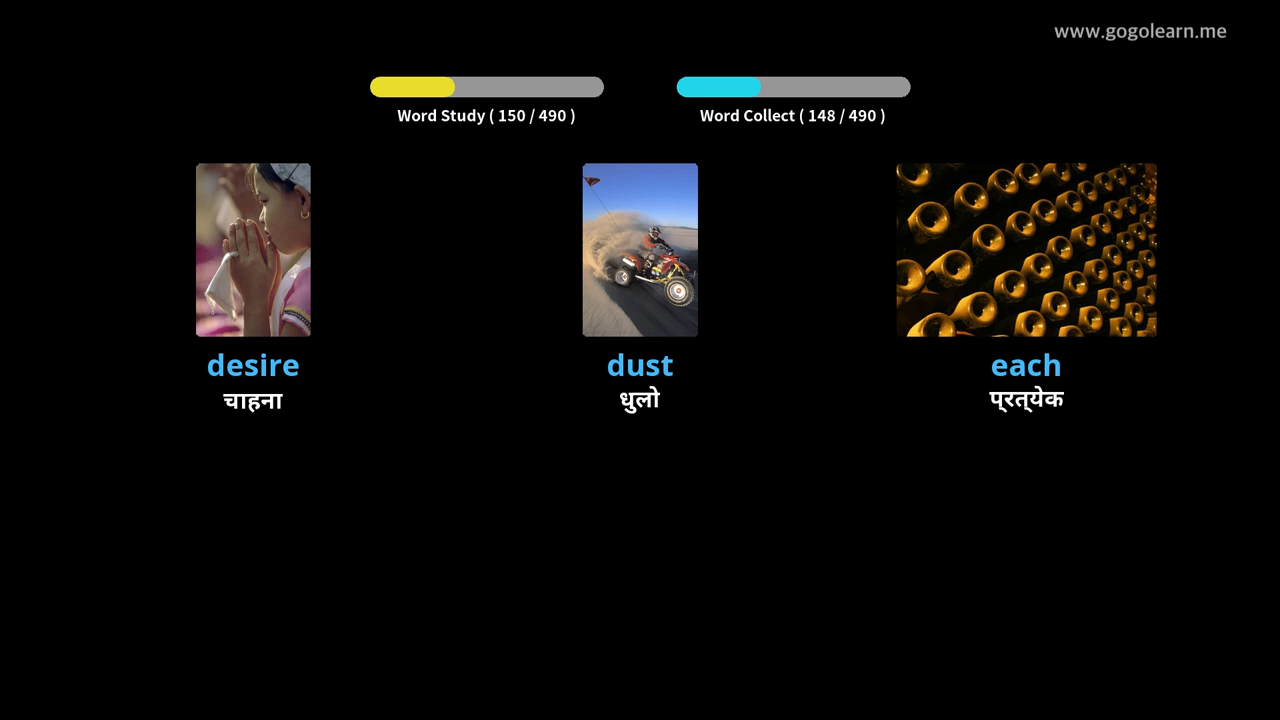 www.gogolearn.me
Word Study ( 150 / 490 )
Word Collect ( 148 / 490 )
desire
dust
each
चाहना
धुलो
प्रत्येक